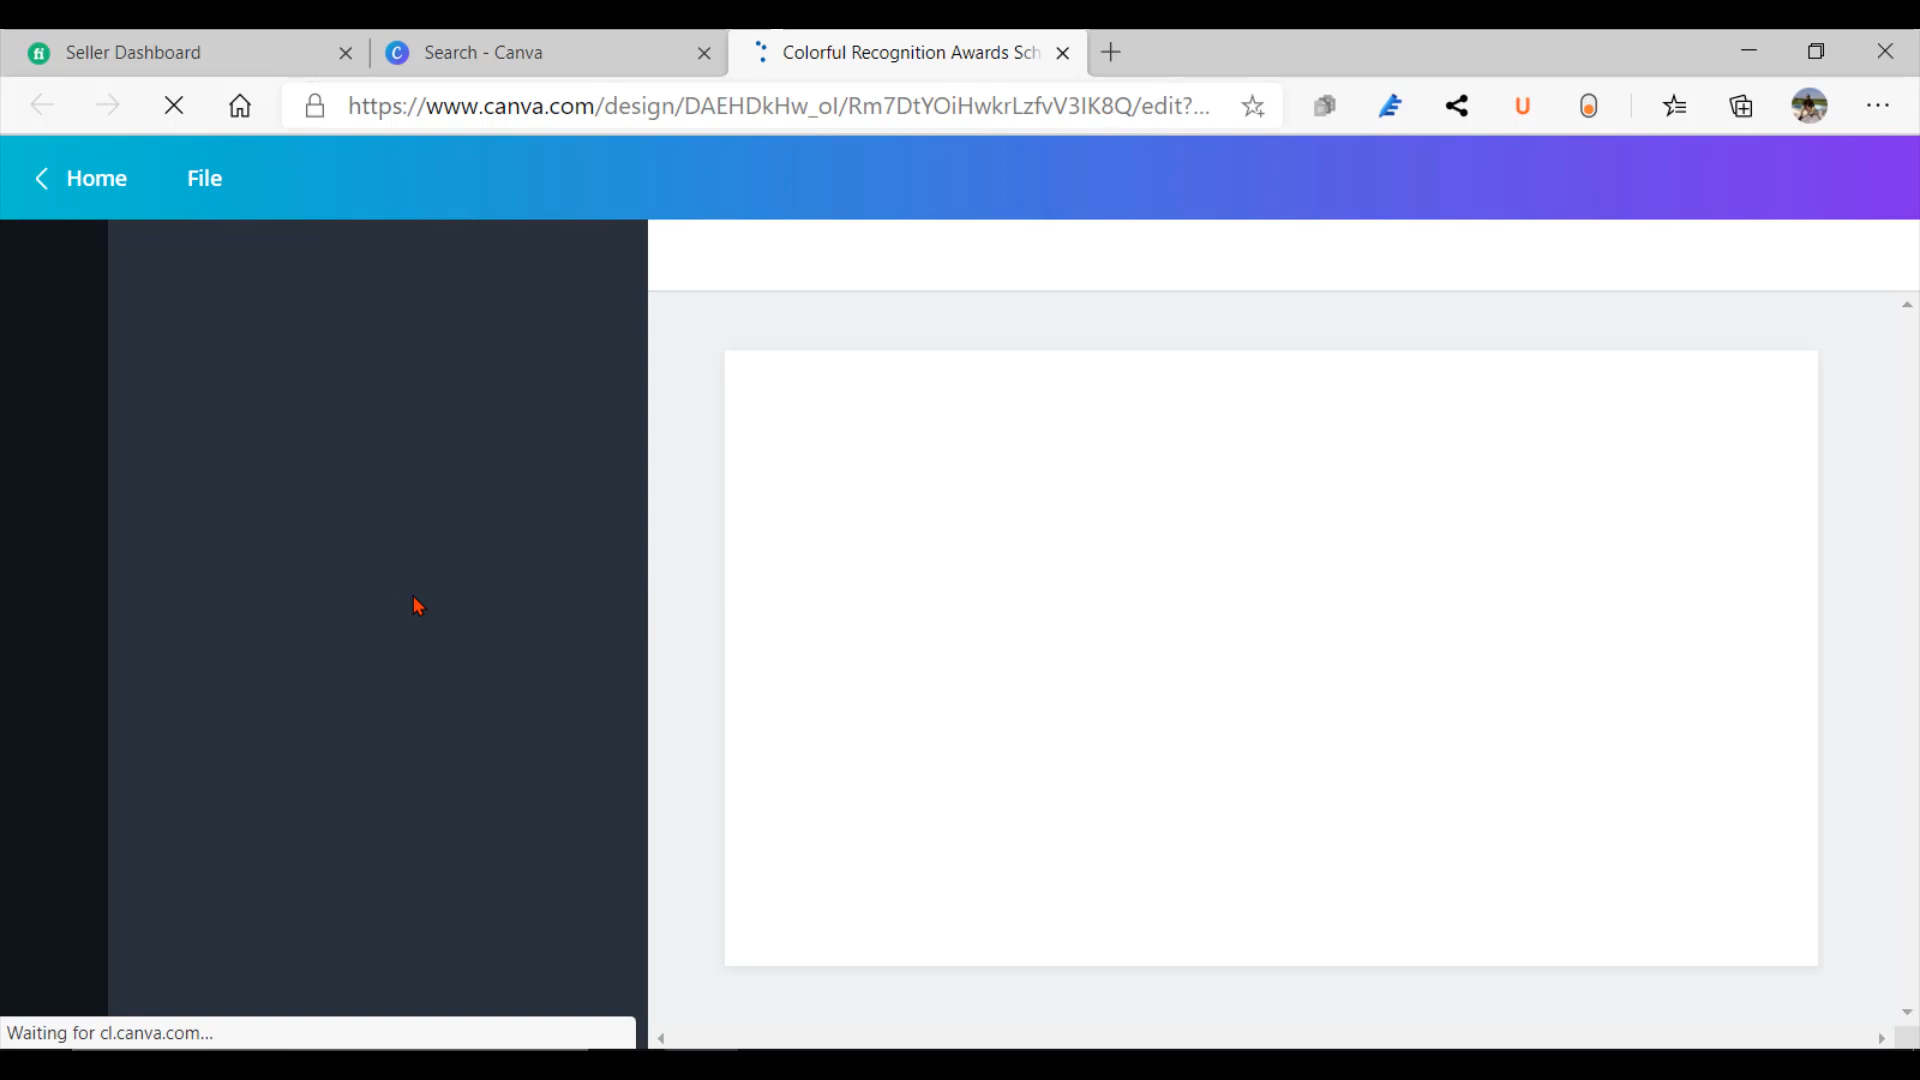 Seller Dashboard
Search - Canva
Colorful Recognition Awards Sch
https://www.canva.com/design/DAEHDkHw_oI/Rm7DtYOiHwkrLzfvV3IK8Q/edit?...
Home
File
Waiting for cl.canva.com...